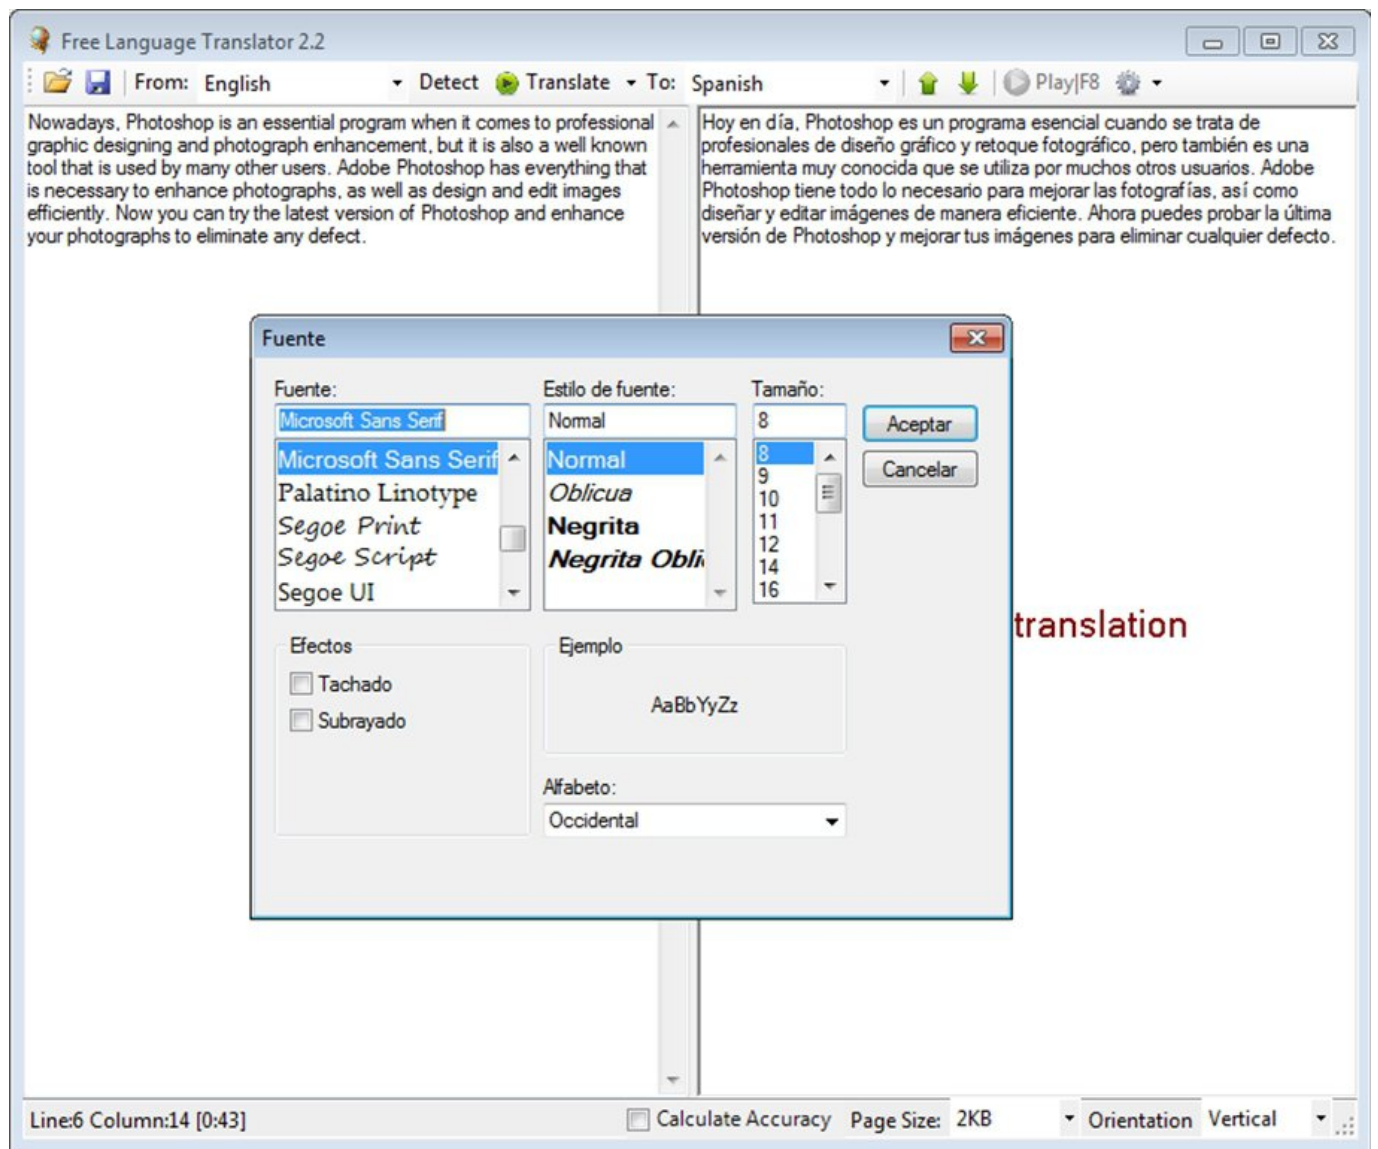 Free Language Translator 2.2
From: English Detect Translate To: Spanish Play|F8
Nowadays, Photoshop is an essential program when it comes to professional
graphic designing and photograph enhancement, but it is also a well known
tool that is used by many other users. Adobe Photoshop has everything that
is necessary to enhance photographs, as well as design and edit images
efficiently. Now you can try the latest version of Photoshop and enhance
your photographs to eliminate any defect.
Hoy en día, Photoshop es un programa esencial cuando se trata de
profesionales de diseño gráfico y retoque fotográfico, pero también es una
herramienta muy conocida que se utiliza por muchos otros usuarios. Adobe
Photoshop tiene todo lo necesario para mejorar las fotografías, así como
diseñar y editar imágenes de manera eficiente. Ahora puedes probar la última
versión de Photoshop y mejorar tus imágenes para eliminar cualquier defecto.
Fuente
Fuente:
Microsoft Sans Serif
Microsoft Sans Serif
Palatino Linotype
Segoe Print
Segoe Script
Segoe UI
Estilo de fuente:
Normal
Normal
Oblicua
Negrita
Negrita Obli
Tamaño:
8
8
9
10
11
12
14
16
Aceptar
Cancelar
Efectos
Tachado
Subrayado
Ejemplo
AaBbYyZz
Alfabeto:
Occidental
translation
Line:6 Column:14 [0:43] Calculate Accuracy Page Size: 2KB Orientation Vertical